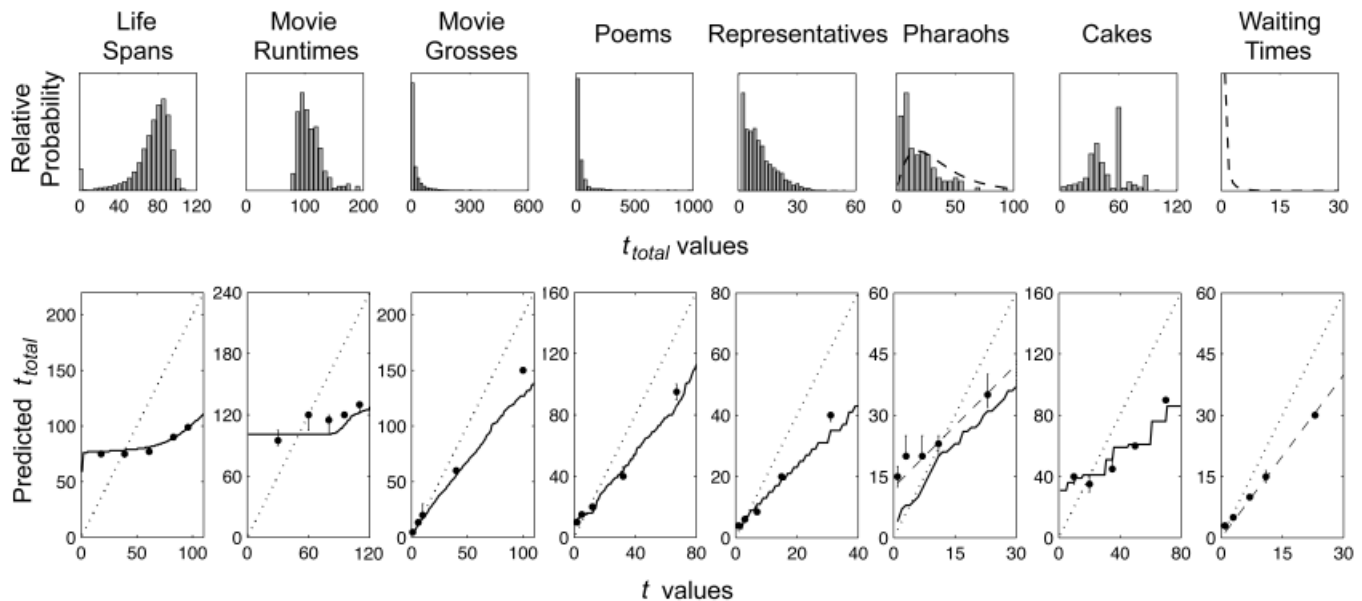 Life Spans
Movie Runtimes
Movie Grosses
Poems
Representatives
Pharaohs
Cakes
Waiting Times
Relative Probability
0 40 80 120
0 100 200
0 300 600
0 500 1000
0 30 60
0 50 100
0 60 120
0 15 30
t_total values
Predicted t_total
200
150
100
50
0
0 50 100
240
180
120
60
0
0 60 120
200
150
100
50
0
0 50 100
160
120
80
40
0
0 40 80
80
60
40
20
0
0 20 40
60
45
30
15
0
0 15 30
160
120
80
40
0
0 40 80
60
45
30
15
0
0 15 30
t values